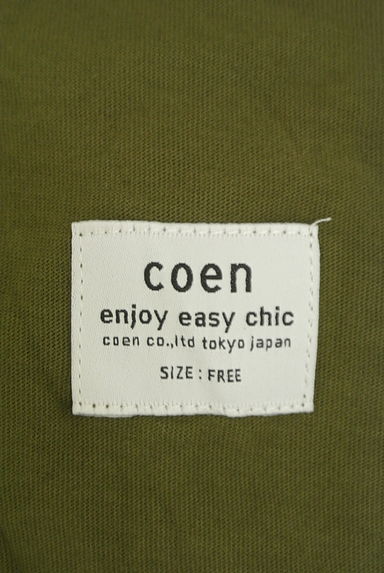 coen
enjoy easy chic
coen co.,ltd tokyo japan
SIZE : FREE